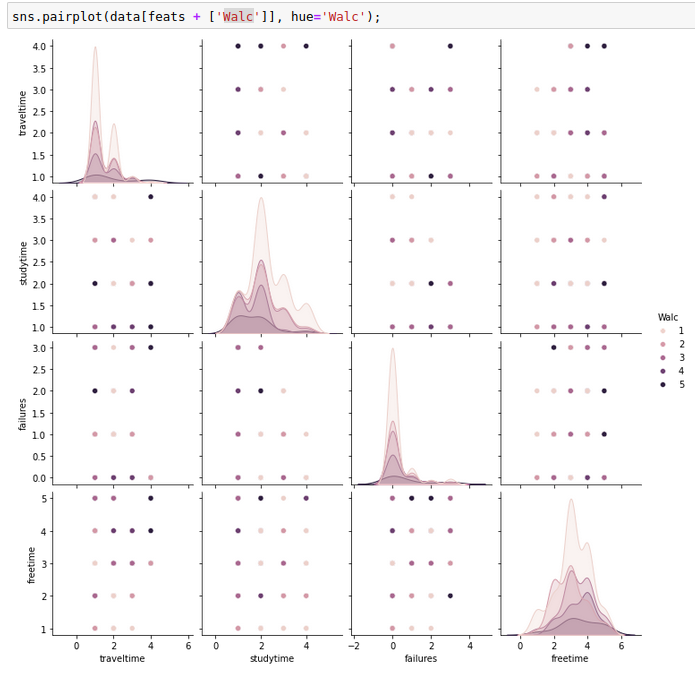 sns.pairplot(data[feats + ['Walc']], hue='Walc');
traveltime
4.0
3.5
3.0
2.5
2.0
1.5
1.0
studytime
4.0
3.5
3.0
2.5
2.0
1.5
1.0
Walc
1
2
3
4
5
failures
3.0
2.5
2.0
1.5
1.0
0.5
0.0
freetime
5
4
3
2
1
0 2 4 6
0 2 4
−2 0 2 4
0 2 4 6
traveltime studytime failures freetime